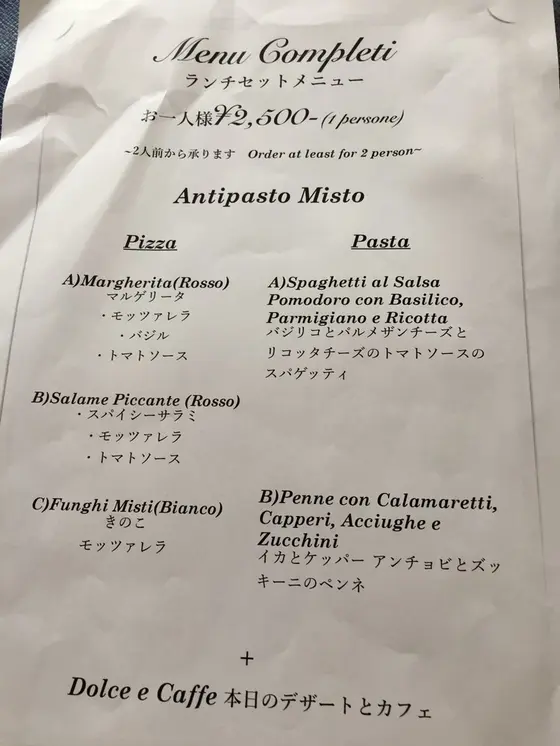 Menu Completi
ランチセットメニュー
お一人様¥2,500-(1 persone)
~2人前から承ります Order at least for 2 person~
Antipasto Misto
Pizza
A)Margherita(Rosso)
マルゲリータ
・モッツァレラ
・バジル
・トマトソース
B)Salame Piccante (Rosso)
・スパイシーサラミ
・モッツァレラ
・トマトソース
C)Funghi Misti(Bianco)
きのこ
モッツァレラ
Pasta
A)Spaghetti al Salsa
Pomodoro con Basilico,
Parmigiano e Ricotta
バジリコとパルメザンチーズと
リコッタチーズのトマトソースの
スパゲッティ
B)Penne con Calamaretti,
Capperi, Acciughe e
Zucchini
イカとケッパー アンチョビとズッ
キーニのペンネ
+
Dolce e Caffe 本日のデザートとカフェ